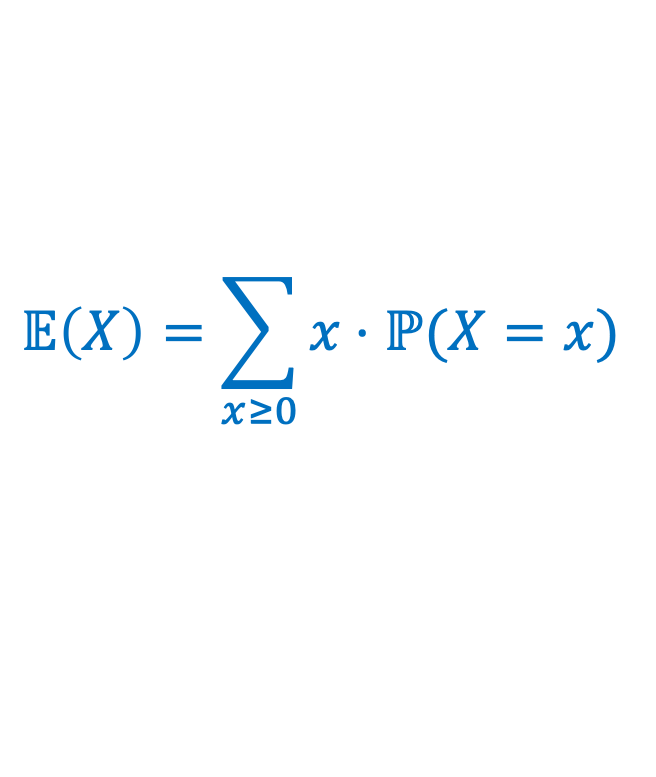 𝔼(X) = ∑ x · ℙ(X = x)
x≥0